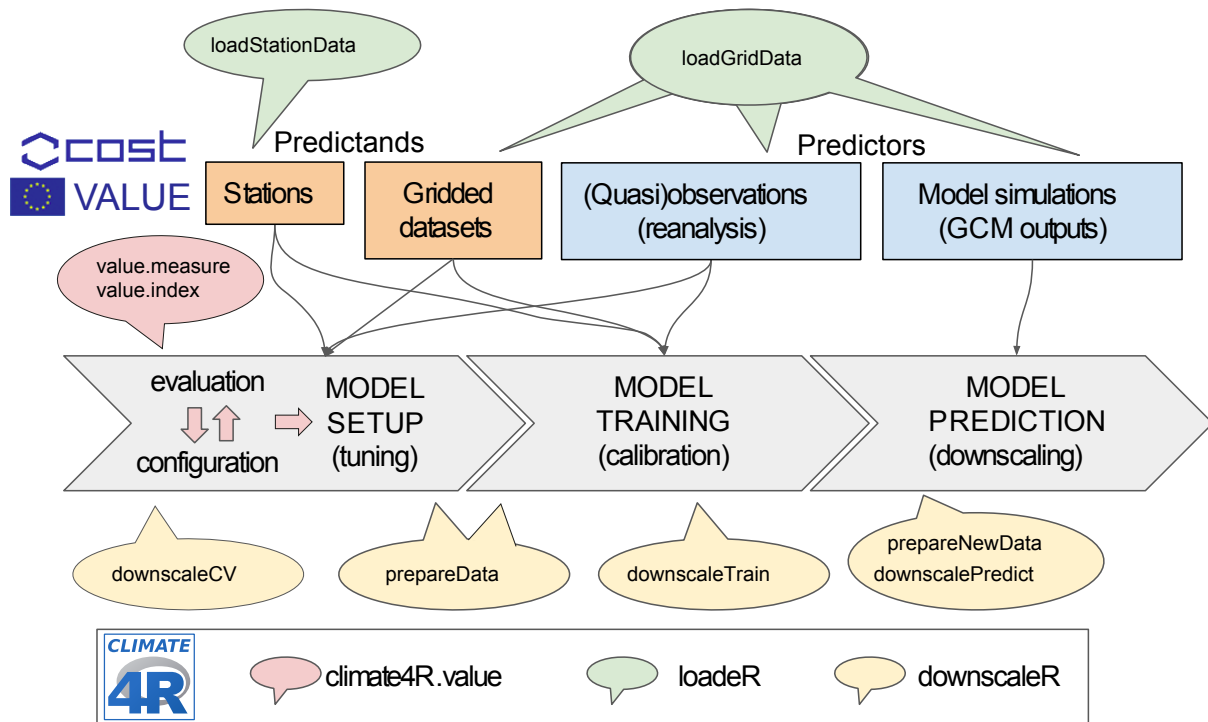 loadStationData
loadGridData
cost
VALUE
Predictands
Predictors
Stations
Gridded
datasets
(Quasi)observations
(reanalysis)
Model simulations
(GCM outputs)
value.measure
value.index
evaluation
configuration
MODEL
SETUP
(tuning)
MODEL
TRAINING
(calibration)
MODEL
PREDICTION
(downscaling)
downscaleCV
prepareData
downscaleTrain
prepareNewData
downscalePredict
CLIMATE
4R
climate4R.value
loadeR
downscaleR